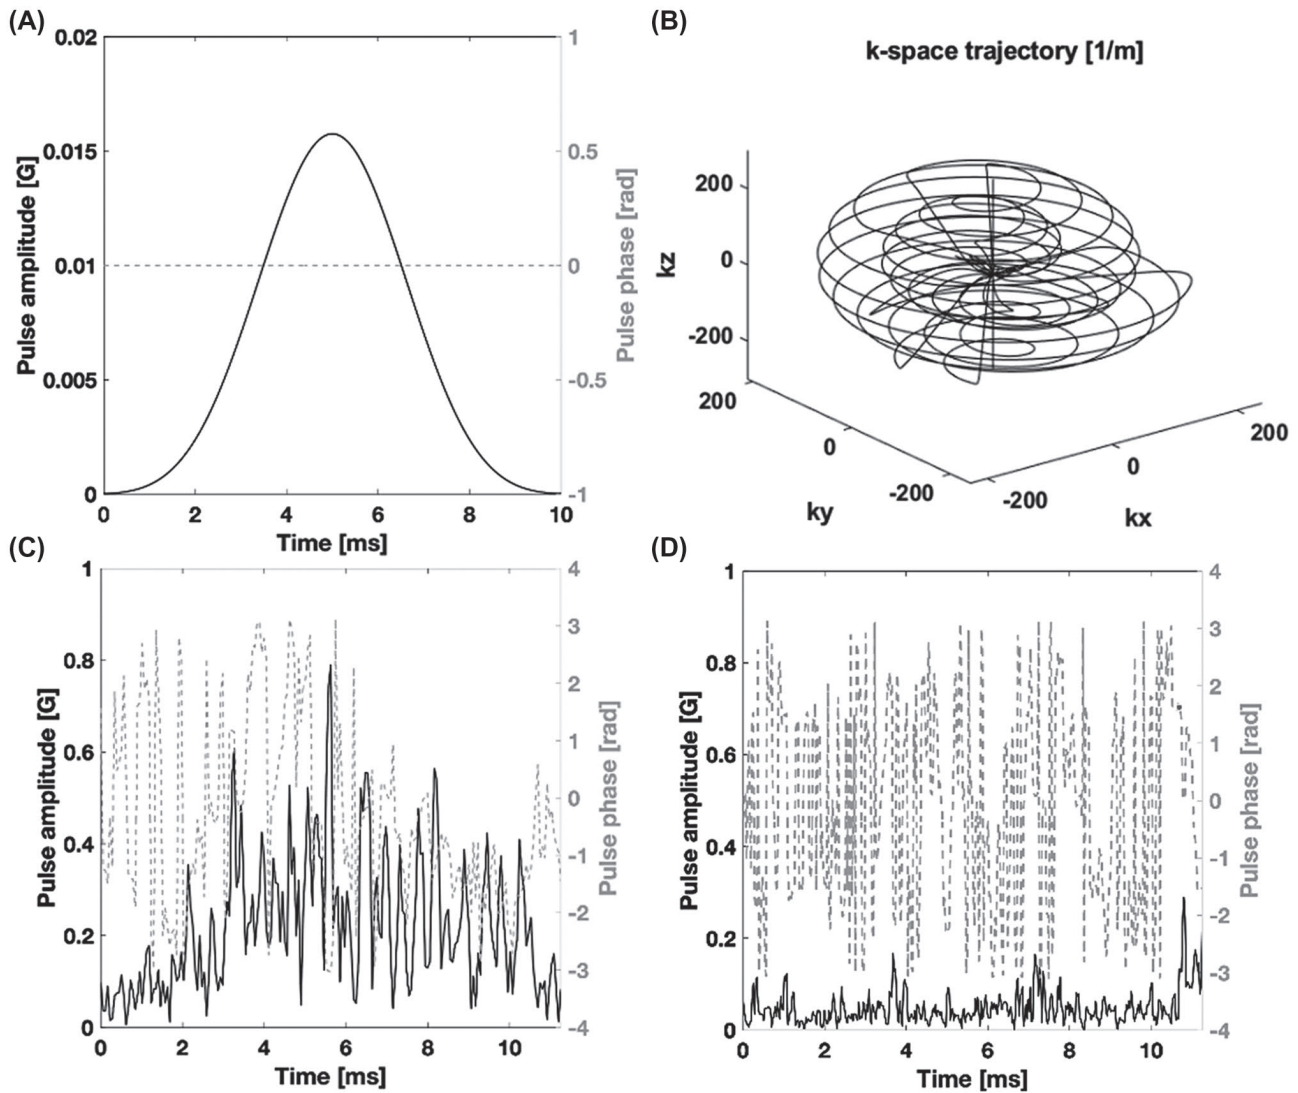 (A)
0.02
0.015
0.01
0.005
0
Pulse amplitude [G]
1
0.5
0
-0.5
-1
Pulse phase [rad]
0 2 4 6 8 10
Time [ms]
(B)
k-space trajectory [1/m]
200
0
-200
kz
200
0
-200
ky
-200
0
200
kx
(C)
1
0.8
0.6
0.4
0.2
0
Pulse amplitude [G]
4
3
2
1
0
-1
-2
-3
-4
Pulse phase [rad]
0 2 4 6 8 10
Time [ms]
(D)
1
0.8
0.6
0.4
0.2
0
Pulse amplitude [G]
4
3
2
1
0
-1
-2
-3
-4
Pulse phase [rad]
0 2 4 6 8 10
Time [ms]